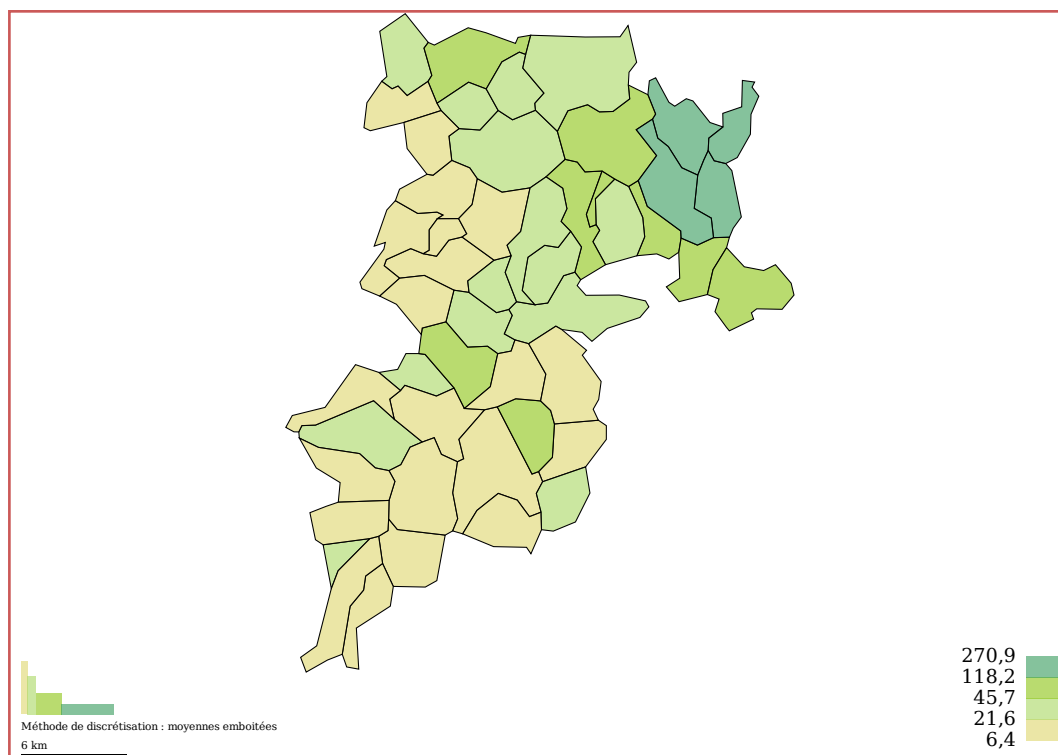 270,9
118,2
45,7
21,6
6,4
Méthode de discrétisation : moyennes emboitées
6 km